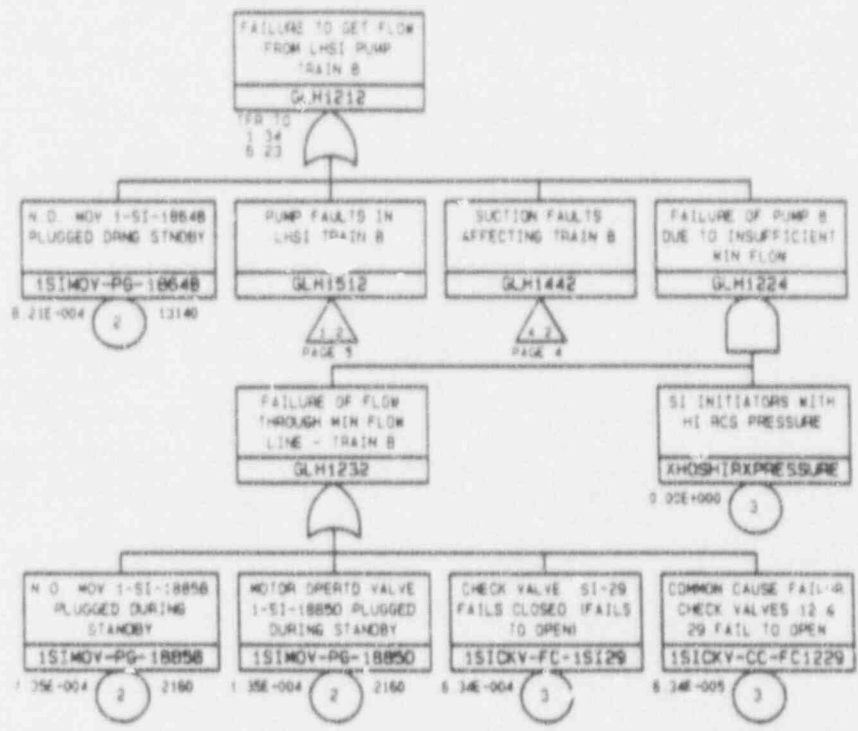 FAILURE TO GET FLOW
FROM LHSI PUMP
TRAIN B
GLH1212
TFR TO
1 34
6 23
N.O. MOV 1-SI-1864B
PLUGGED DRNG STNDBY
1SIMOV-PG-1864B
8.21E-004
2
13140
PUMP FAULTS IN
LHSI TRAIN B
GLH1512
1.2
PAGE 5
SUCTION FAULTS
AFFECTING TRAIN B
GLH1442
4.2
PAGE 4
FAILURE OF PUMP B
DUE TO INSUFFICIENT
MIN FLOW
GLH1224
FAILURE OF FLOW
THROUGH MIN FLOW
LINE - TRAIN B
GLH1232
SI INITIATORS WITH
HI RCS PRESSURE
XHOSHIRXPRESSURE
0.00E+000
3
N.O. MOV 1-SI-1885B
PLUGGED DURING
STANDBY
1SIMOV-PG-1885B
1.35E-004
2
2160
MOTOR OPERTD VALVE
1-SI-1885D PLUGGED
DURING STANDBY
1SIMOV-PG-1885D
1.35E-004
2
2160
CHECK VALVE SI-29
FAILS CLOSED (FAILS
TO OPEN)
1SICKV-FC-1SI29
6.34E-004
3
COMMON CAUSE
CHECK VALVES 12 &
29 FAIL TO OPEN
1SICKV-CC-FC1229
6.34E-005
3